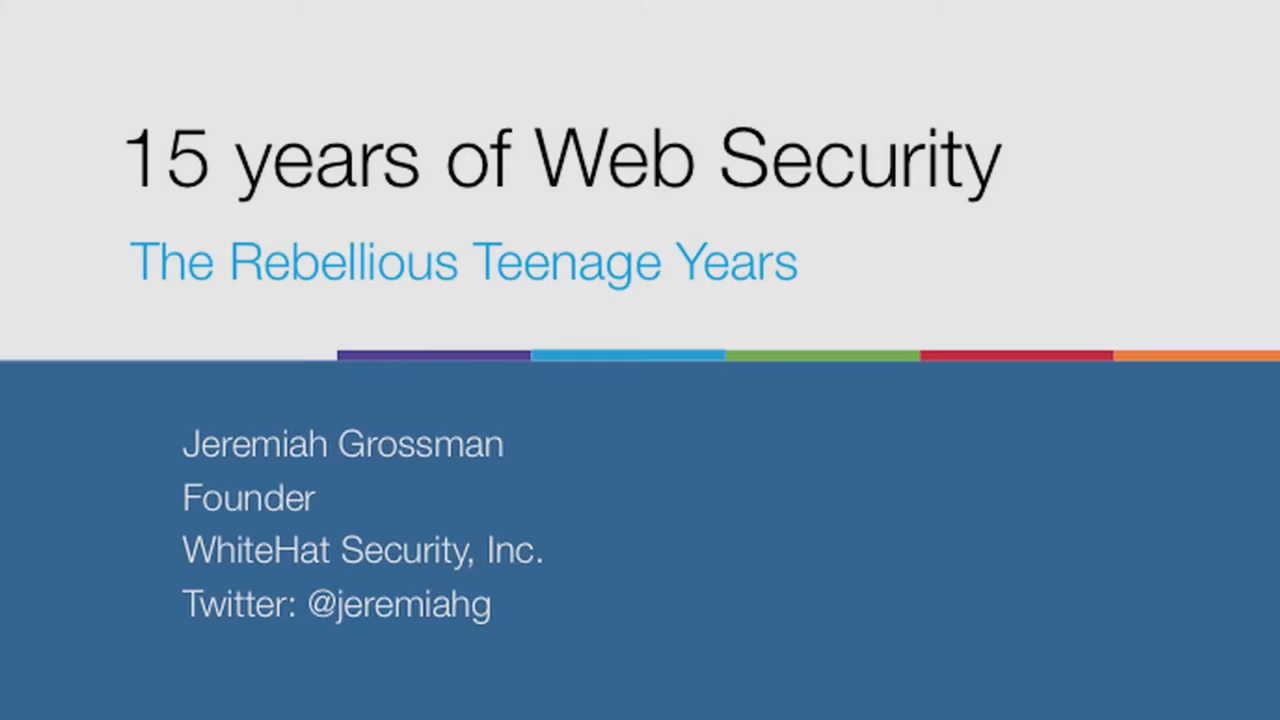 15 years of Web Security
The Rebellious Teenage Years
Jeremiah Grossman
Founder
WhiteHat Security, Inc.
Twitter: @jeremiahg